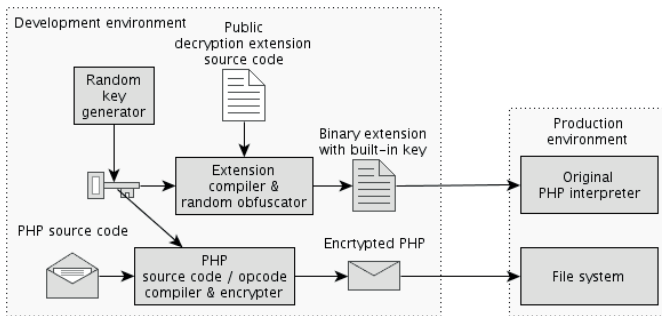 Development environment
Public
decryption extension
source code
Random
key
generator
Binary extension
with built-in key
Production
environment
Extension
compiler &
random obfuscator
Original
PHP interpreter
PHP source code
Encrtypted PHP
PHP
source code / opcode
compiler & encrypter
File system